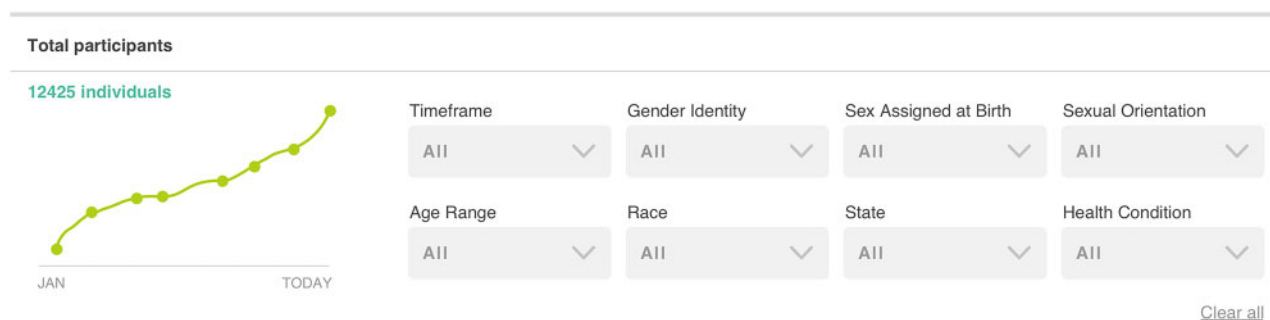 Total participants
12425 individuals
Timeframe Gender Identity Sex Assigned at Birth Sexual Orientation
All All All All
Age Range Race State Health Condition
All All All All
JAN TODAY
Clear all